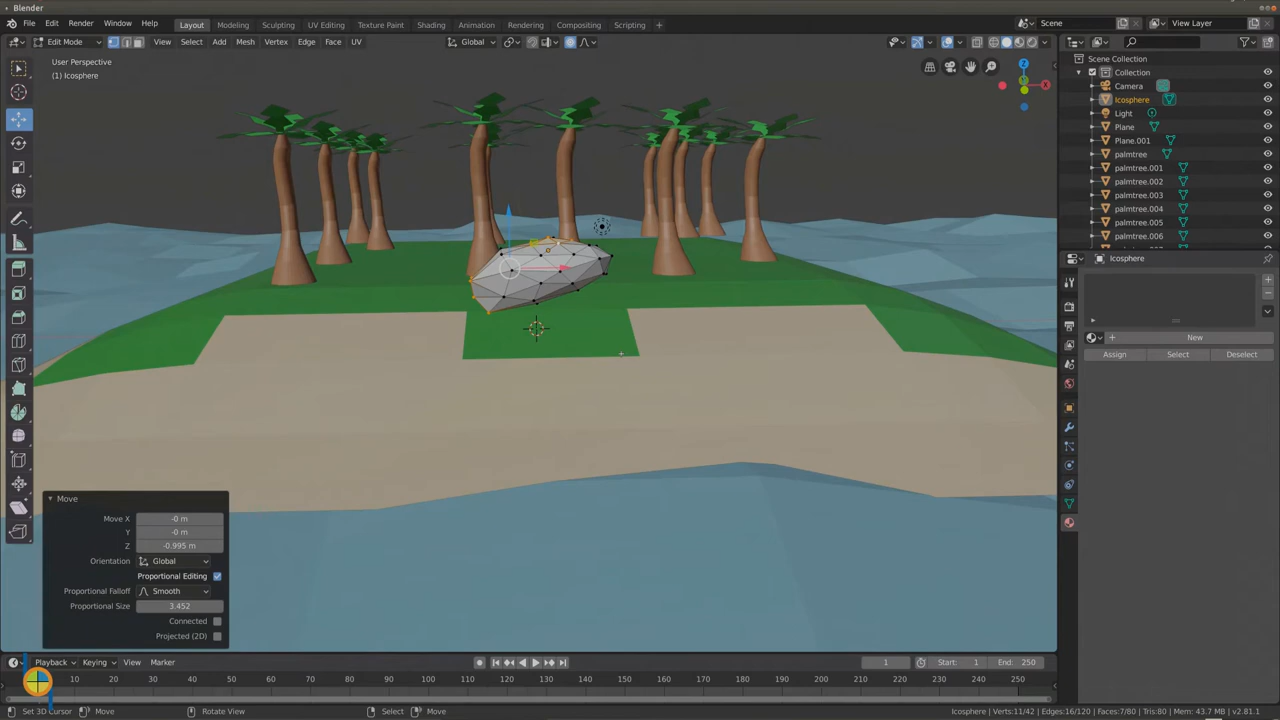 Blender
File Edit Render Window Help Layout Modeling Sculpting UV Editing Texture Paint Shading Animation Rendering Compositing Scripting + Scene View Layer
Edit Mode View Select Add Mesh Vertex Edge Face UV Global
User Perspective
(1) Icosphere
Z
Y
X
Scene Collection
Collection
Camera
Icosphere
Light
Plane
Plane.001
palmtree
palmtree.001
palmtree.002
palmtree.003
palmtree.004
palmtree.005
palmtree.006
Icosphere
New
Assign Select Deselect
Move
Move X -0 m
Y -0 m
Z -0.995 m
Orientation Global
Proportional Editing
Proportional Falloff Smooth
Proportional Size 3.452
Connected
Projected (2D)
Playback Keying View Marker 1 Start: 1 End: 250
10 20 30 40 50 60 70 80 90 100 110 120 130 140 150 160 170 180 190 200 210 220 230 240 250
Set 3D Cursor Move Rotate View Select Move Icosphere | Verts:11/42 | Edges:16/120 | Faces:7/80 | Tris:80 | Mem: 43.7 MB | v2.81.1